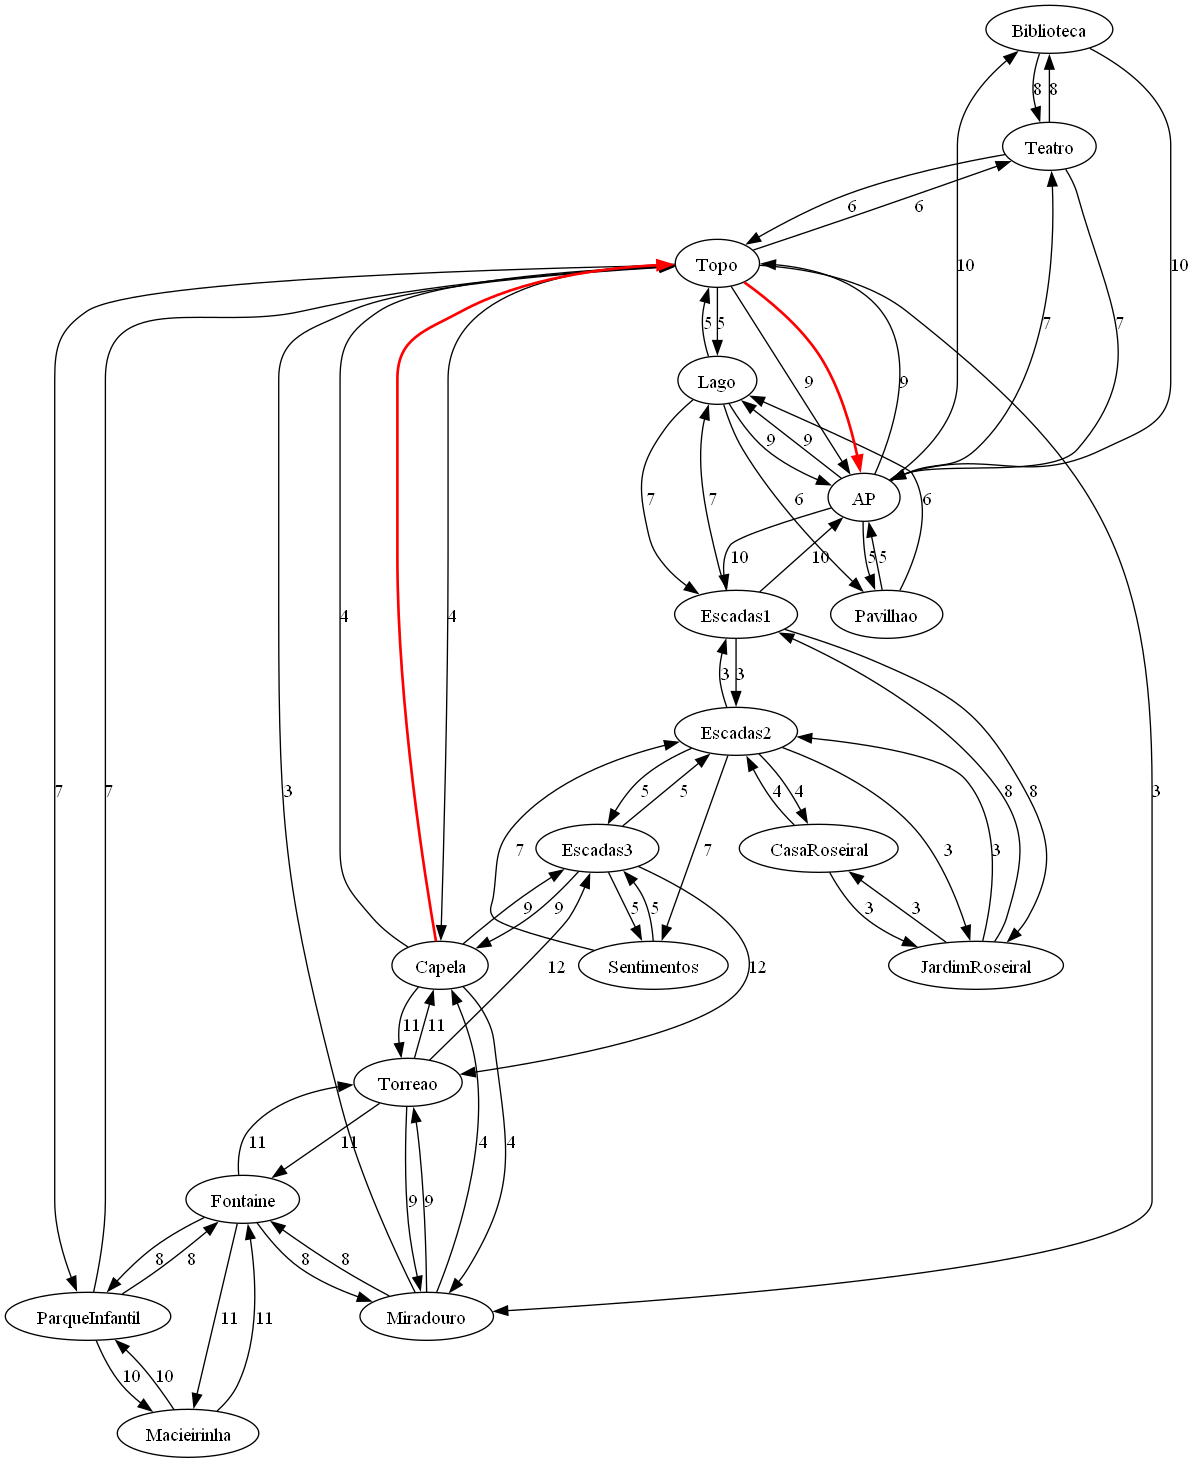 Biblioteca
8 8
Teatro
6 6
Topo
10 10
5 5 7 7
Lago
9 9
9 9
7 7 6 6
AP
10 10 5 5
Escadas1 Pavilhao
4 4
3 3
Escadas2
7 7 3 3
5 5 4 4 8 8
Escadas3 CasaRoseiral
7 7 3 3
9 9 5 5 3 3
Capela Sentimentos JardimRoseiral
12 12
11 11
Torreao
11 11 4 4
Fontaine
9 9
8 8 8 8
ParqueInfantil Miradouro
11 11
10 10
Macieirinha